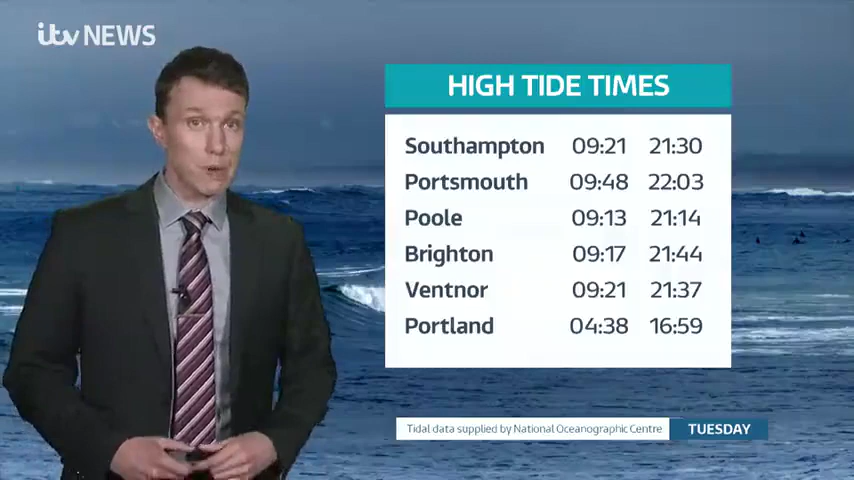 itv NEWS
HIGH TIDE TIMES
Southampton 09:21 21:30
Portsmouth 09:48 22:03
Poole 09:13 21:14
Brighton 09:17 21:44
Ventnor 09:21 21:37
Portland 04:38 16:59
Tidal data supplied by National Oceanographic Centre TUESDAY